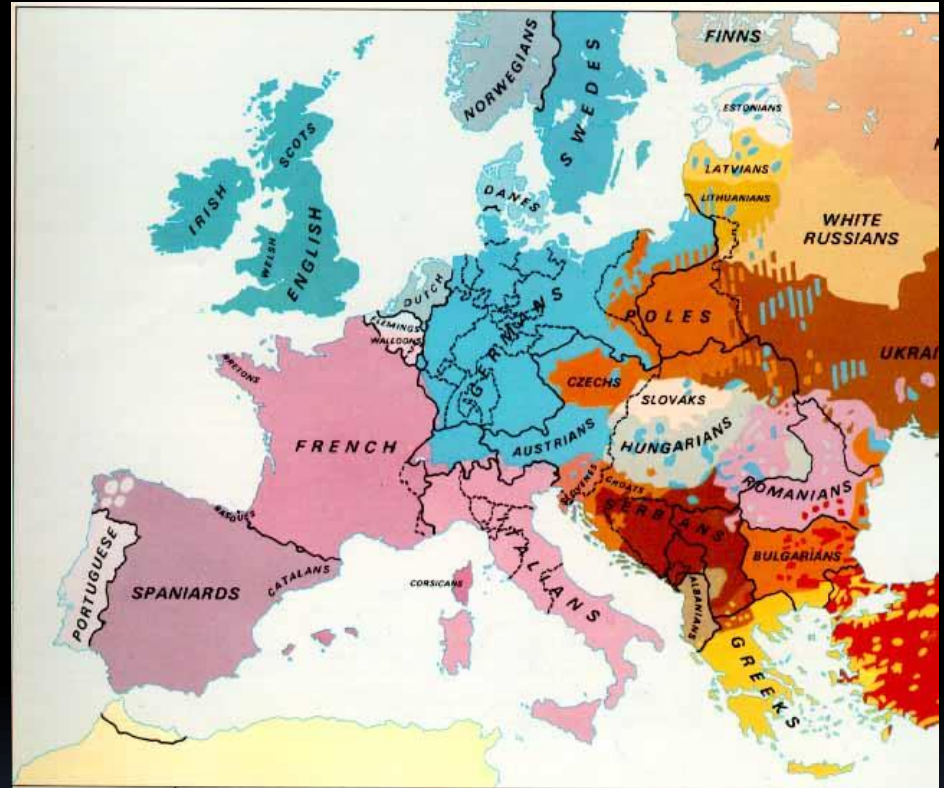 FINNS
NORWEGIANS
SWEDES
ESTONIANS
SCOTS
LATVIANS
DANES
LITHUANIANS
IRISH
WHITE
RUSSIANS
WELSH
ENGLISH
DUTCH
GERMANS
FLEMINGS
POLES
WALLOONS
UKRAI
BRETONS
CZECHS
SLOVAKS
FRENCH
AUSTRIANS
HUNGARIANS
SLOVENES
CROATS
ROMANIANS
BASQUES
SERBIANS
PORTUGUESE
ITALIANS
BULGARIANS
CATALANS
CORSICANS
SPANIARDS
ALBANIANS
GREEKS